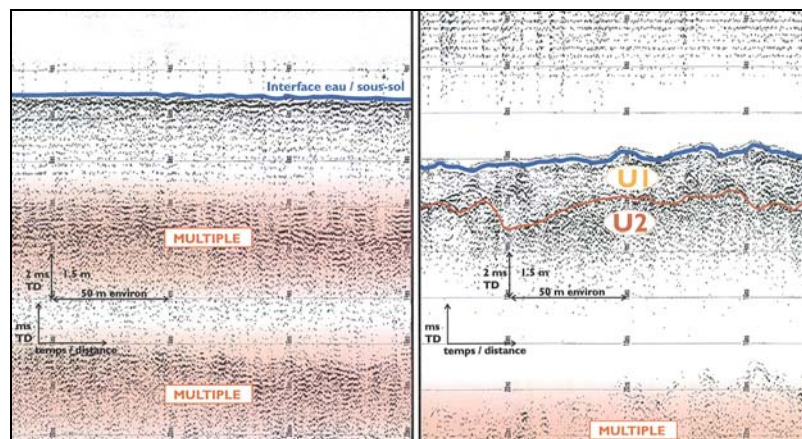 Interface eau / sous-sol
MULTIPLE
2 ms
TD
1.5 m
50 m environ
ms
TD
temps / distance
MULTIPLE
U1
U2
2 ms
TD
1.5 m
50 m environ
ms
TD
temps / distance
MULTIPLE